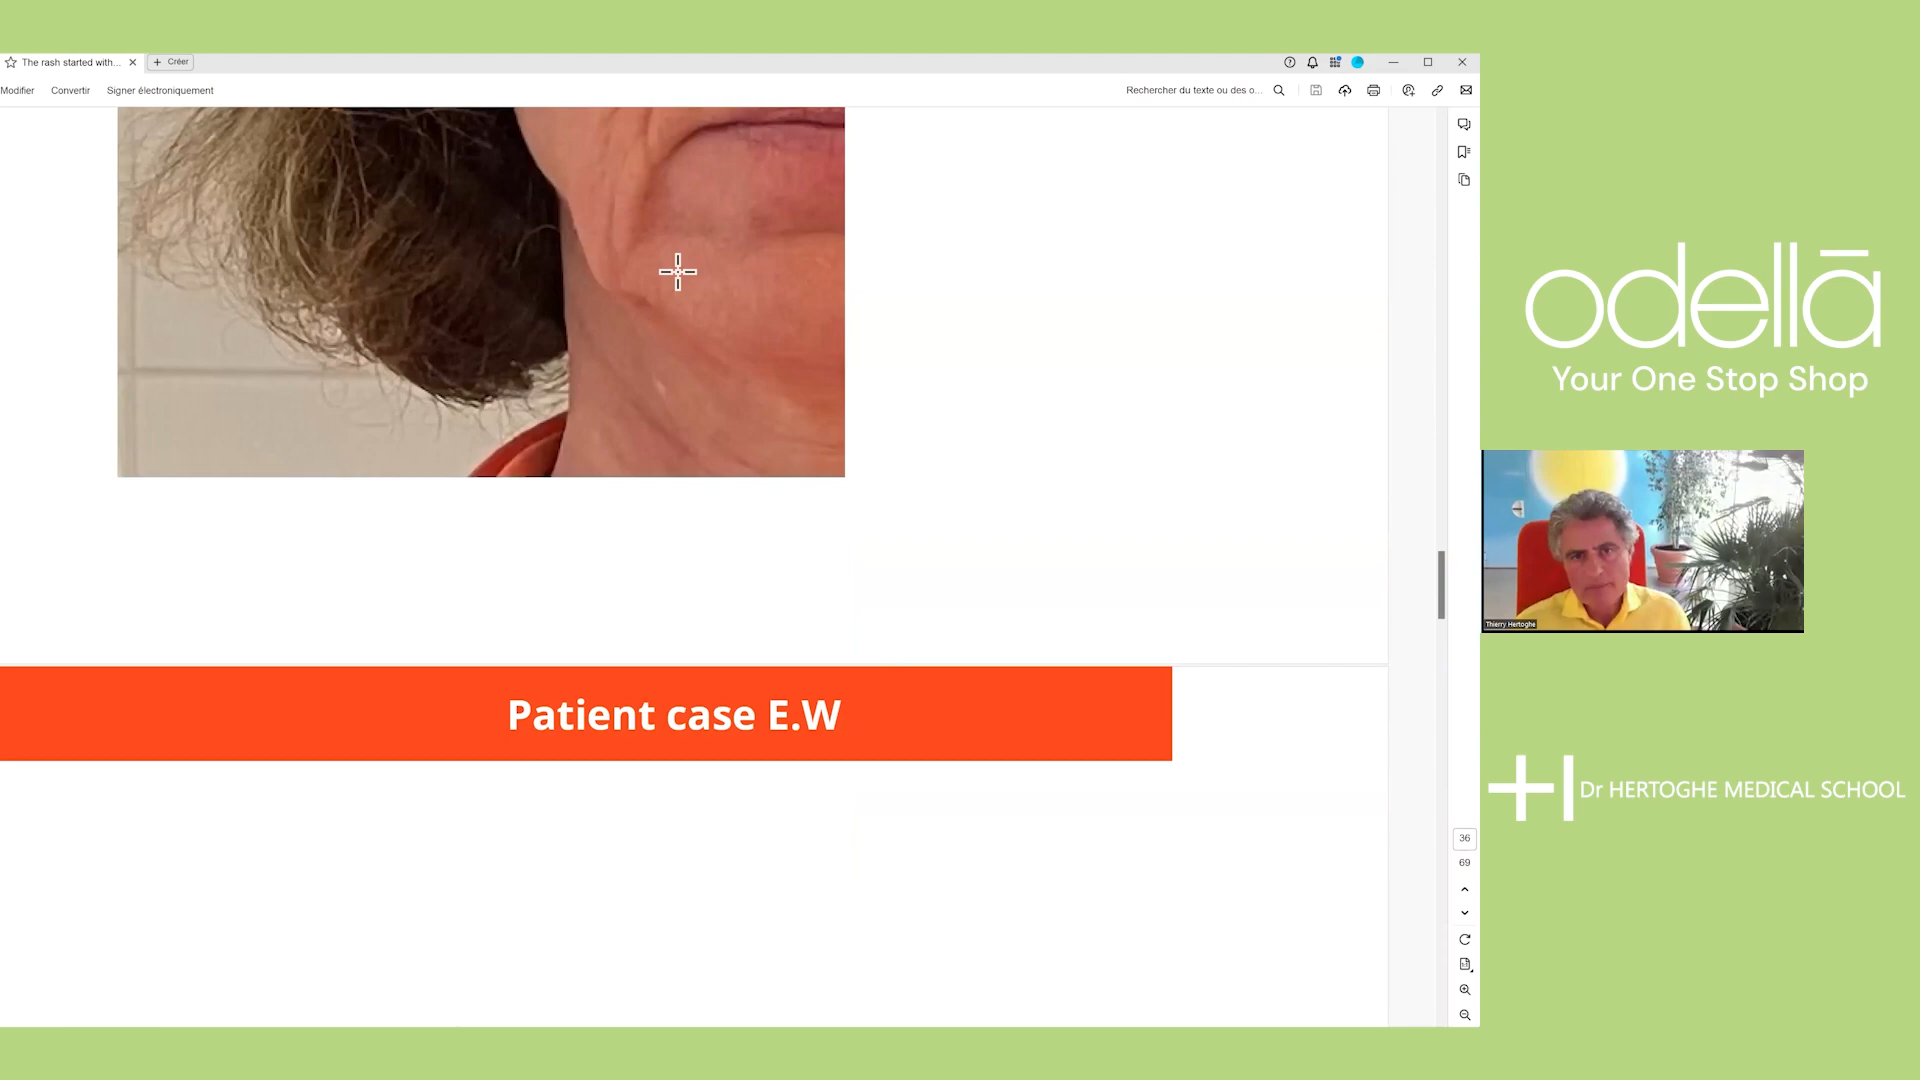 The rash started with...
Créer
Modifier
Convertir
Signer électroniquement
Rechercher du texte ou des o...
Patient case E.W
36
69
odellā
Your One Stop Shop
Thierry Hertoghe
Dr HERTOGHE MEDICAL SCHOOL